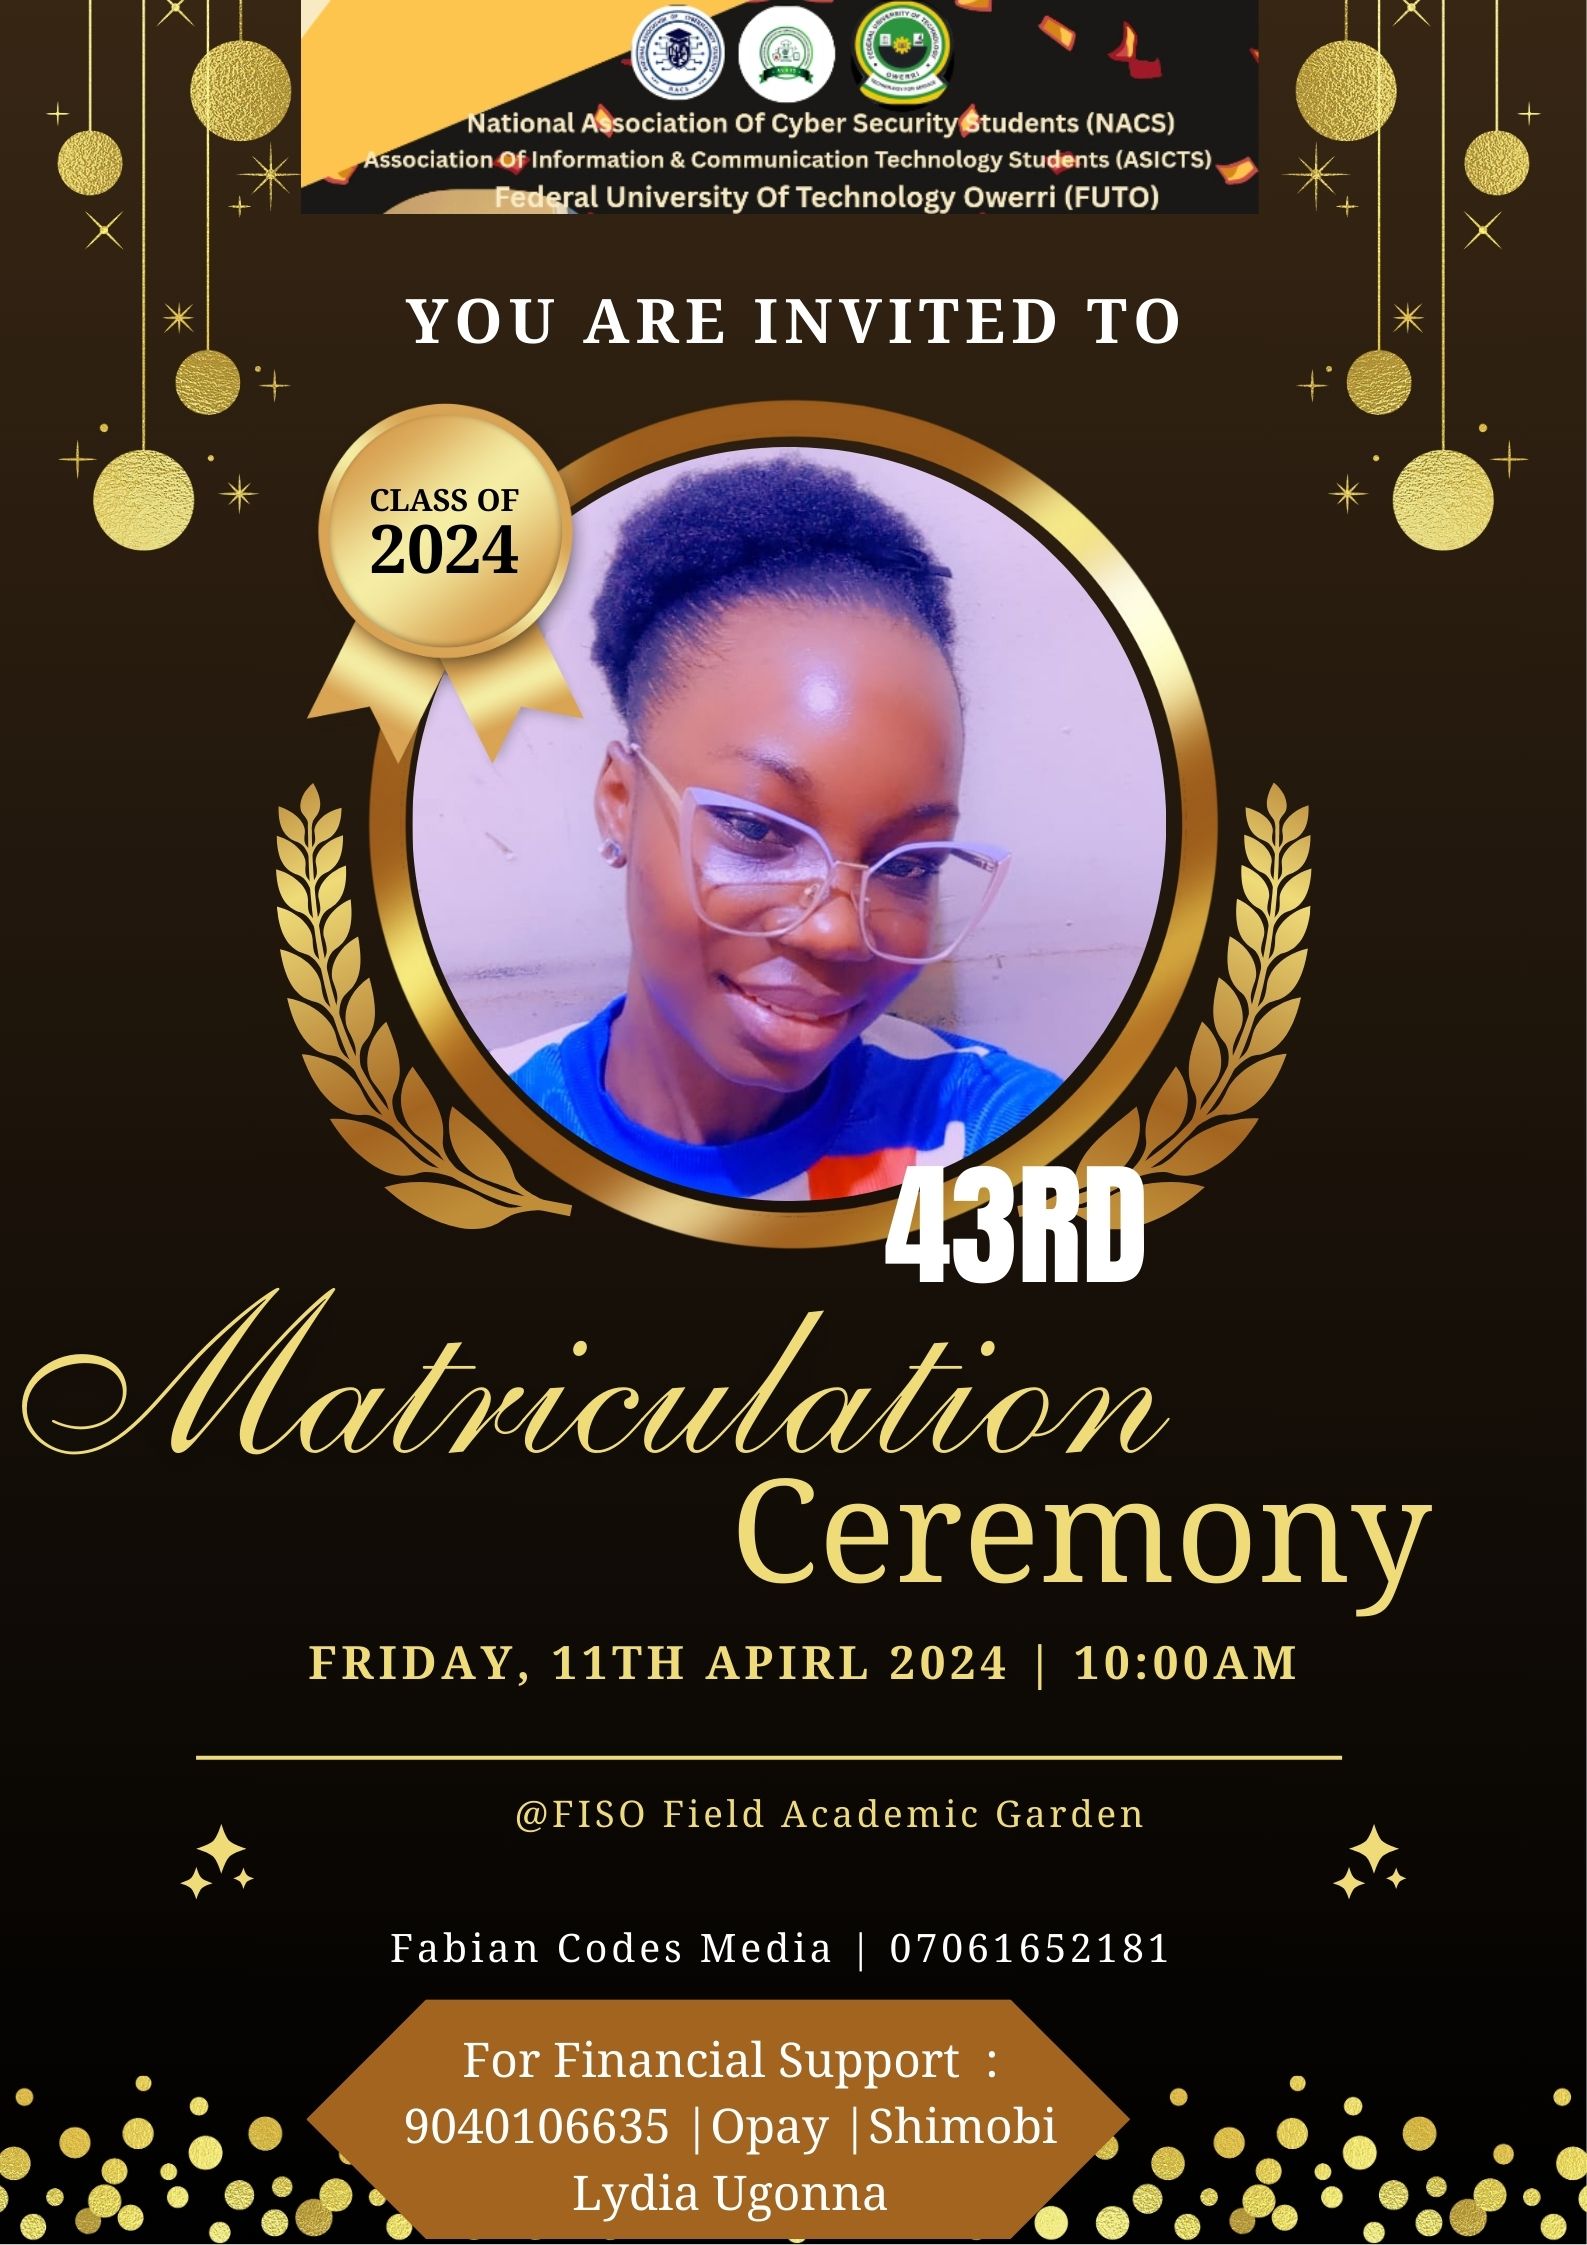 National Association Of Cyber Security Students (NACS)
Association Of Information & Communication Technology Students (ASICTS)
Federal University Of Technology Owerri (FUTO)
YOU ARE INVITED TO
CLASS OF
2024
43RD
Matriculation
Ceremony
FRIDAY, 11TH APIRL 2024 | 10:00AM
@FISO Field Academic Garden
Fabian Codes Media | 07061652181
For Financial Support :
9040106635 |Opay |Shimobi
Lydia Ugonna